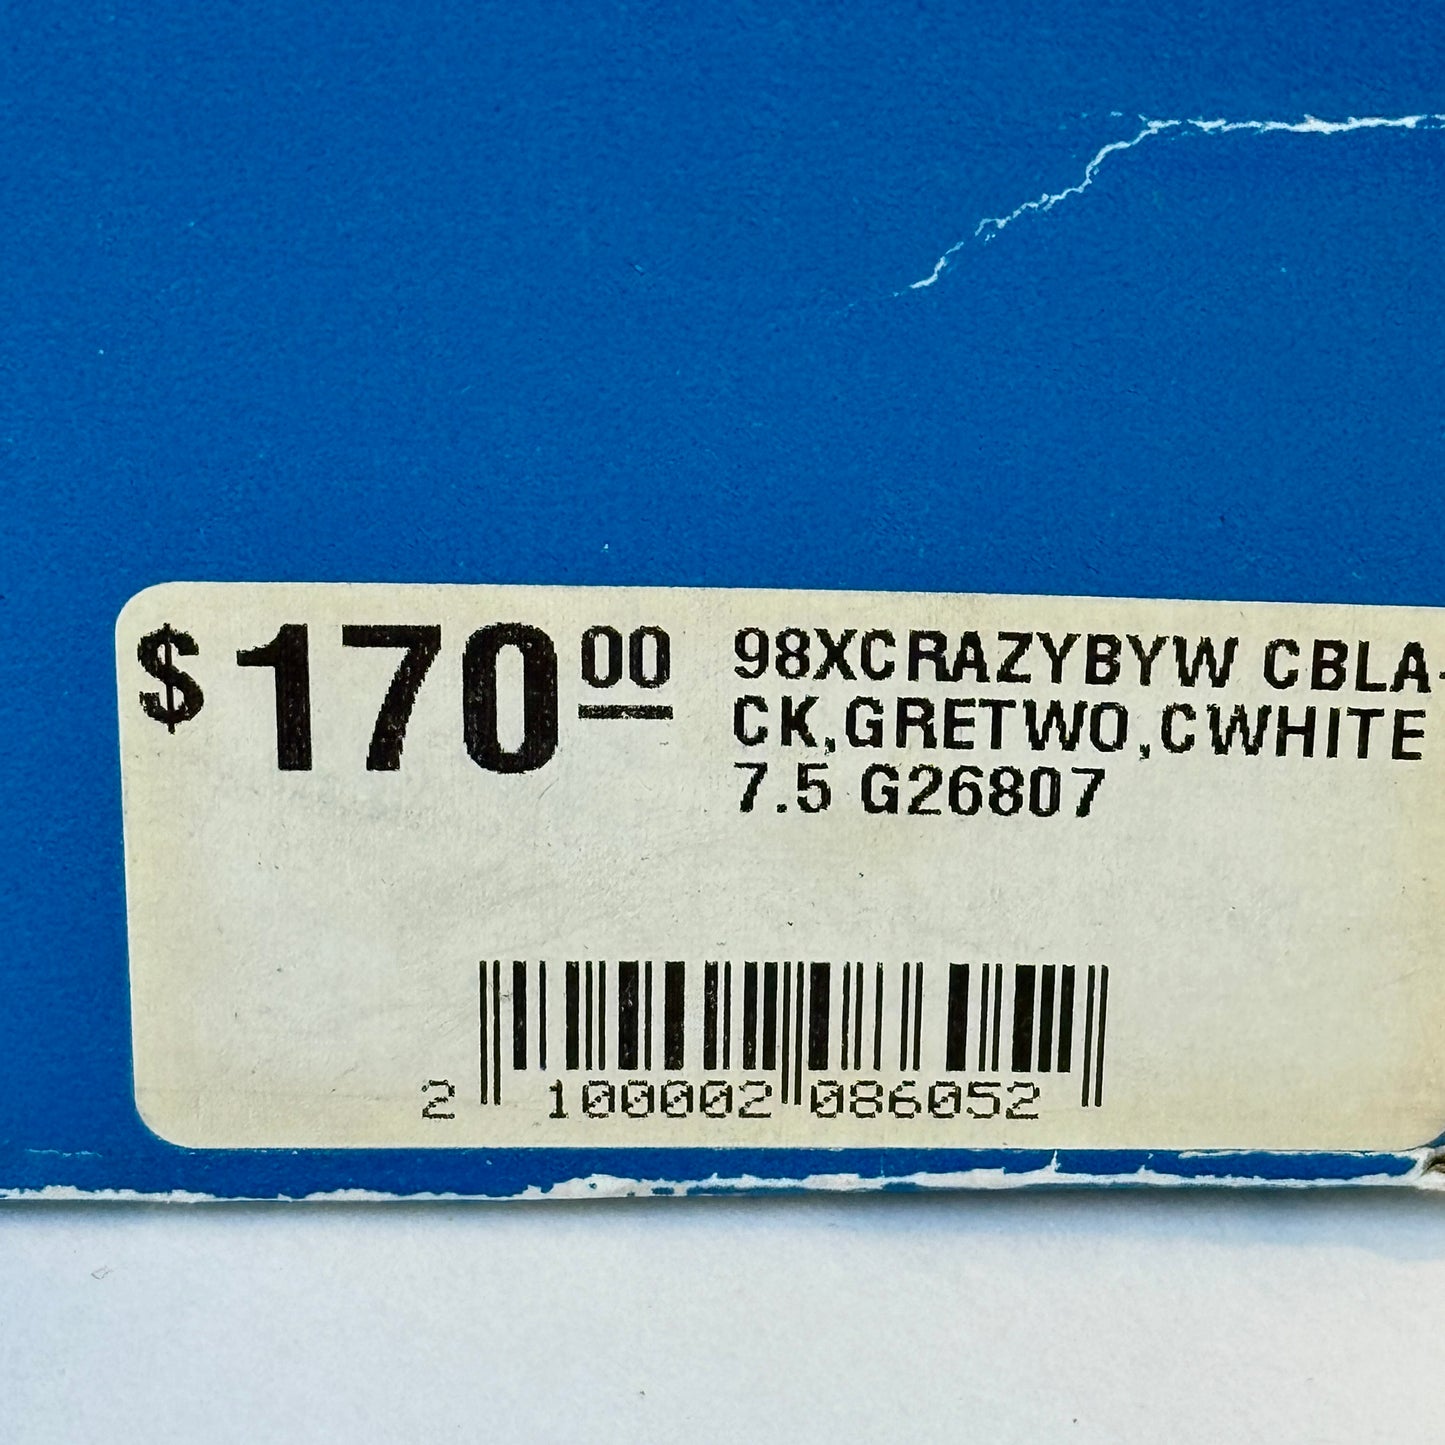 $170.00
98XCRAZYBYW CBLA-
CK,GRETWO,CWHITE
7.5 G26807
2 100002 086052